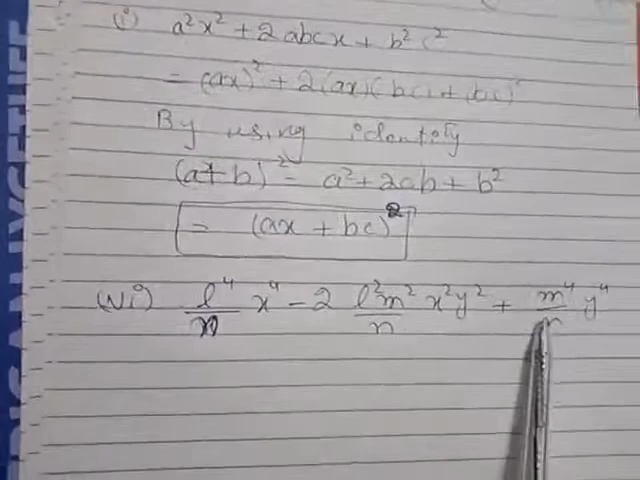 (i) a²x² + 2abcx + b²c²
= (ax)² + 2(ax)(bc) + (bc)²
By using identity
(a+b)² = a² + 2ab + b²
= (ax + bc)²
(vi) l⁴/n x⁴ - 2 l²m²/n x²y² + m⁴/n y⁴